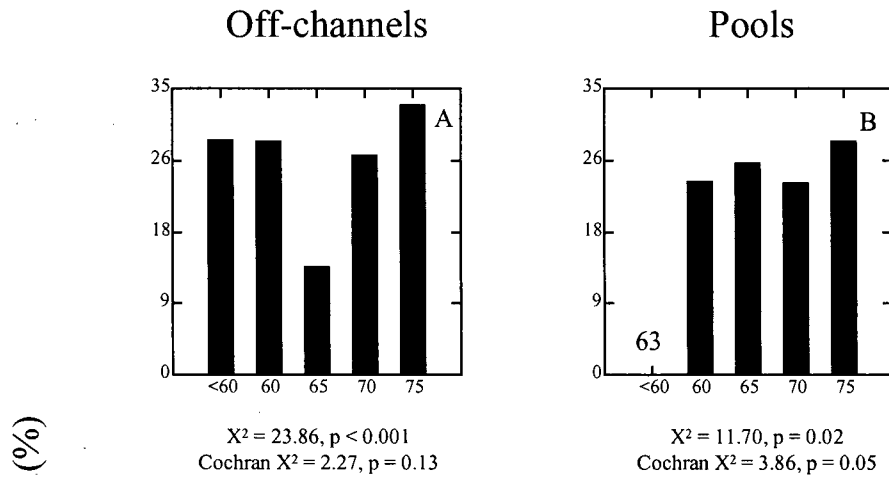 Off-channels
Pools
35
26
18
9
0
A
<60 60 65 70 75
X² = 23.86, p < 0.001
Cochran X² = 2.27, p = 0.13
35
26
18
9
0
B
63
<60 60 65 70 75
X² = 11.70, p = 0.02
Cochran X² = 3.86, p = 0.05
(%)